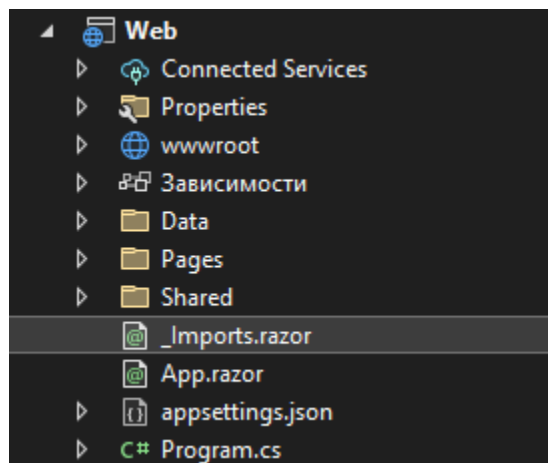 Web
Connected Services
Properties
wwwroot
Зависимости
Data
Pages
Shared
_Imports.razor
App.razor
appsettings.json
C# Program.cs